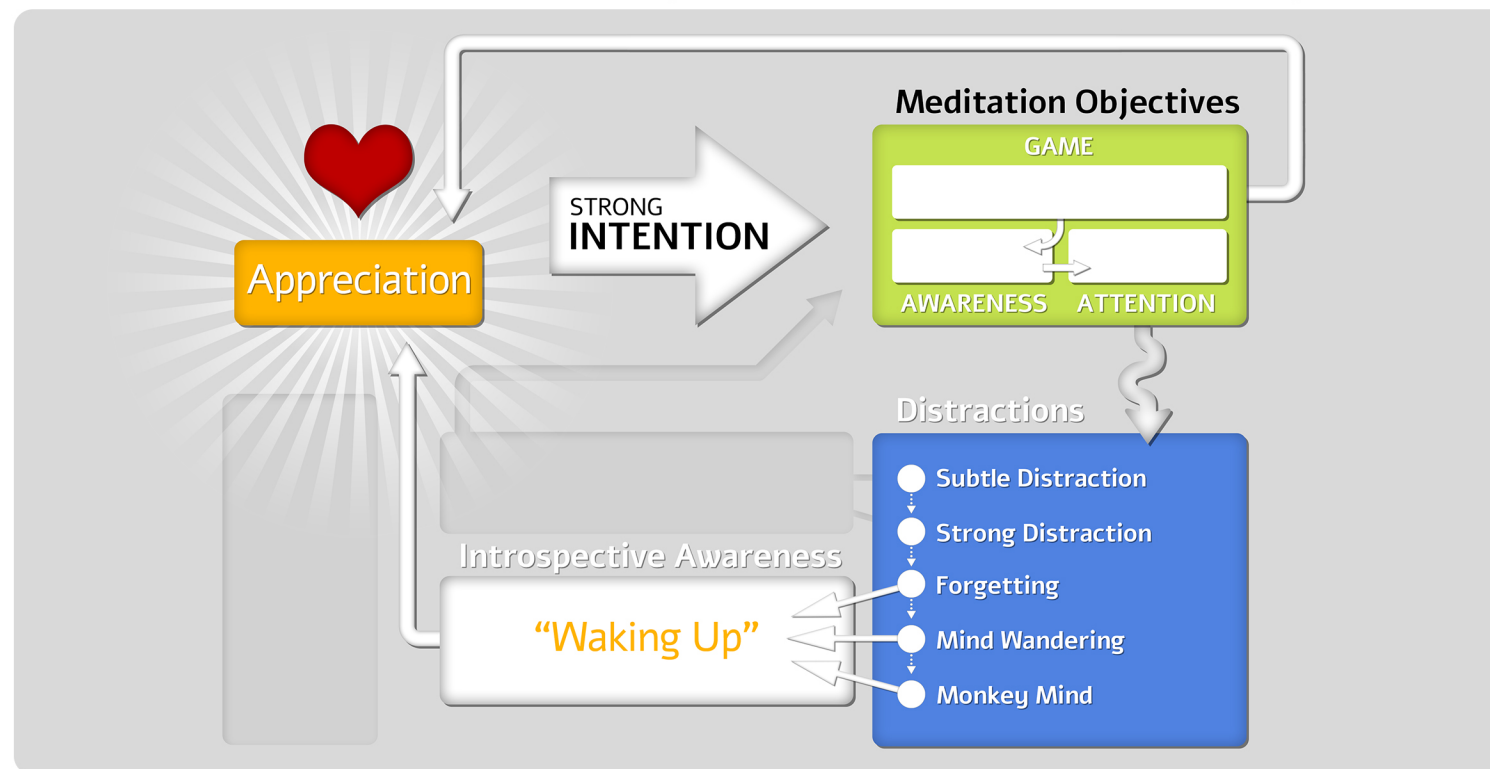 Meditation Objectives
GAME
STRONG
INTENTION
Appreciation
AWARENESS ATTENTION
Distractions
Subtle Distraction
Strong Distraction
Introspective Awareness
Forgetting
“Waking Up”
Mind Wandering
Monkey Mind